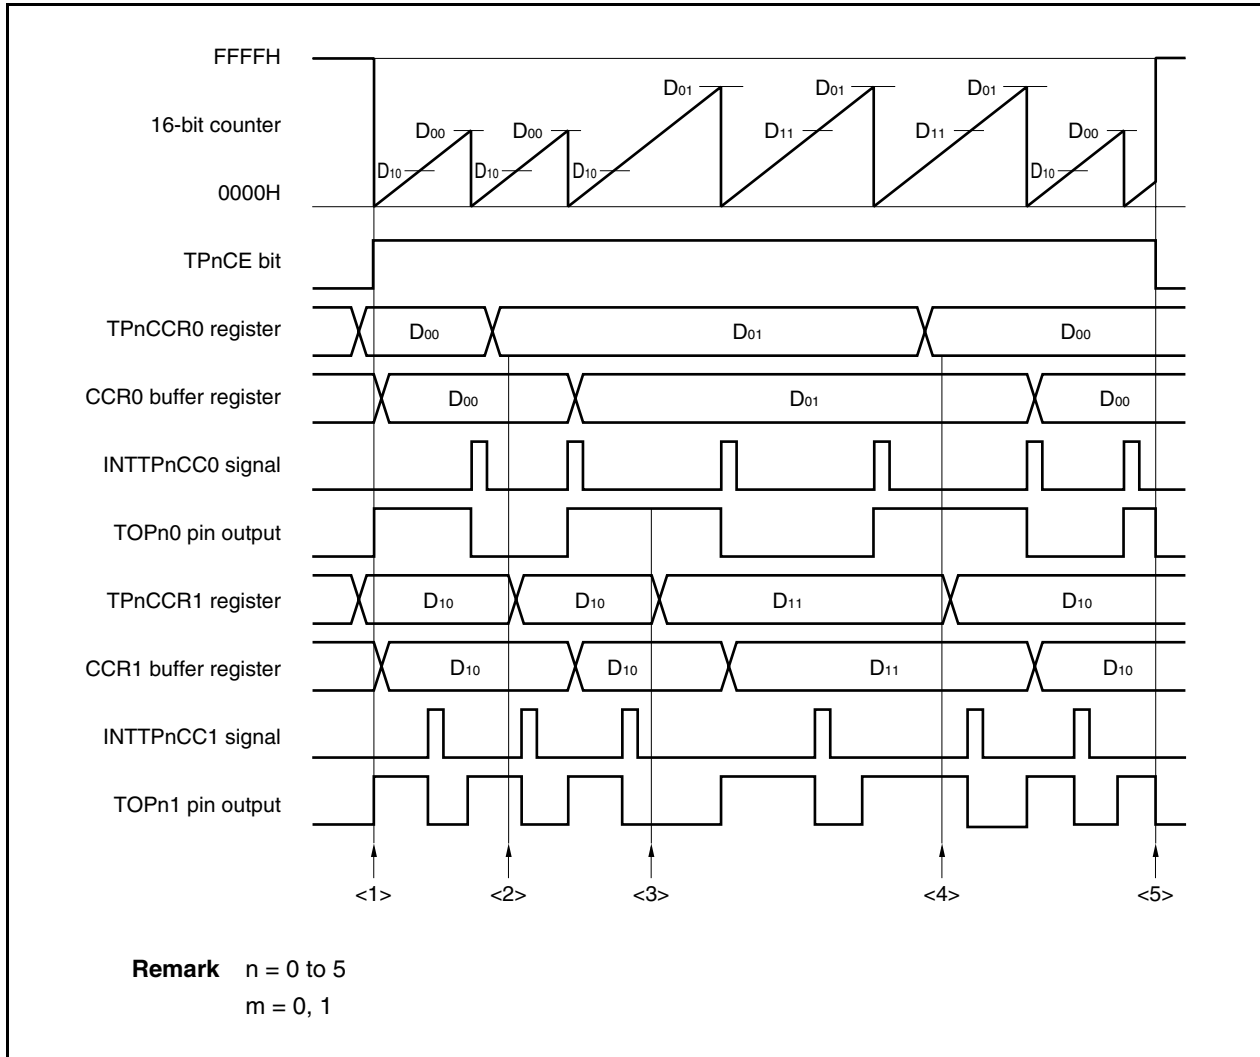 FFFFH
D01 D01 D01
16-bit counter D00 D00 D11 D11 D00
D10 D10 D10 D10
0000H
TPnCE bit
TPnCCR0 register D00 D01 D00
CCR0 buffer register D00 D01 D00
INTTPnCC0 signal
TOPn0 pin output
TPnCCR1 register D10 D10 D11 D10
CCR1 buffer register D10 D10 D11 D10
INTTPnCC1 signal
TOPn1 pin output
<1> <2> <3> <4> <5>
Remark n = 0 to 5
m = 0, 1